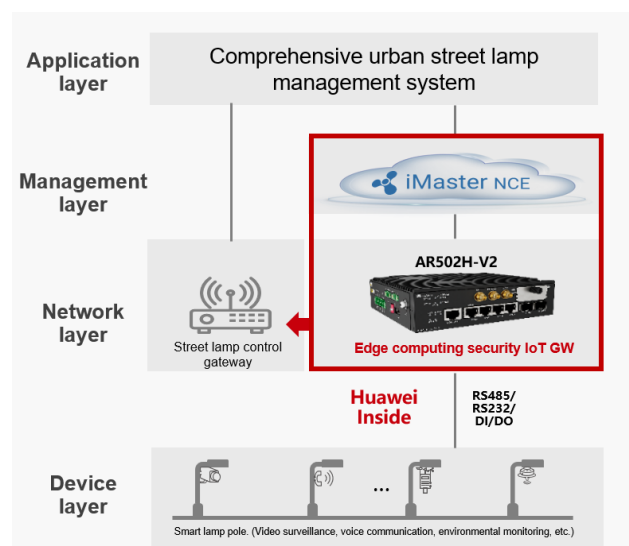 Application
layer
Comprehensive urban street lamp
management system
Management
layer
iMaster NCE
Network
layer
Street lamp control
gateway
AR502H-V2
Edge computing security IoT GW
Huawei
Inside
RS485/
RS232/
DI/DO
Device
layer
...
Smart lamp pole. (Video surveillance, voice communication, environmental monitoring, etc.)